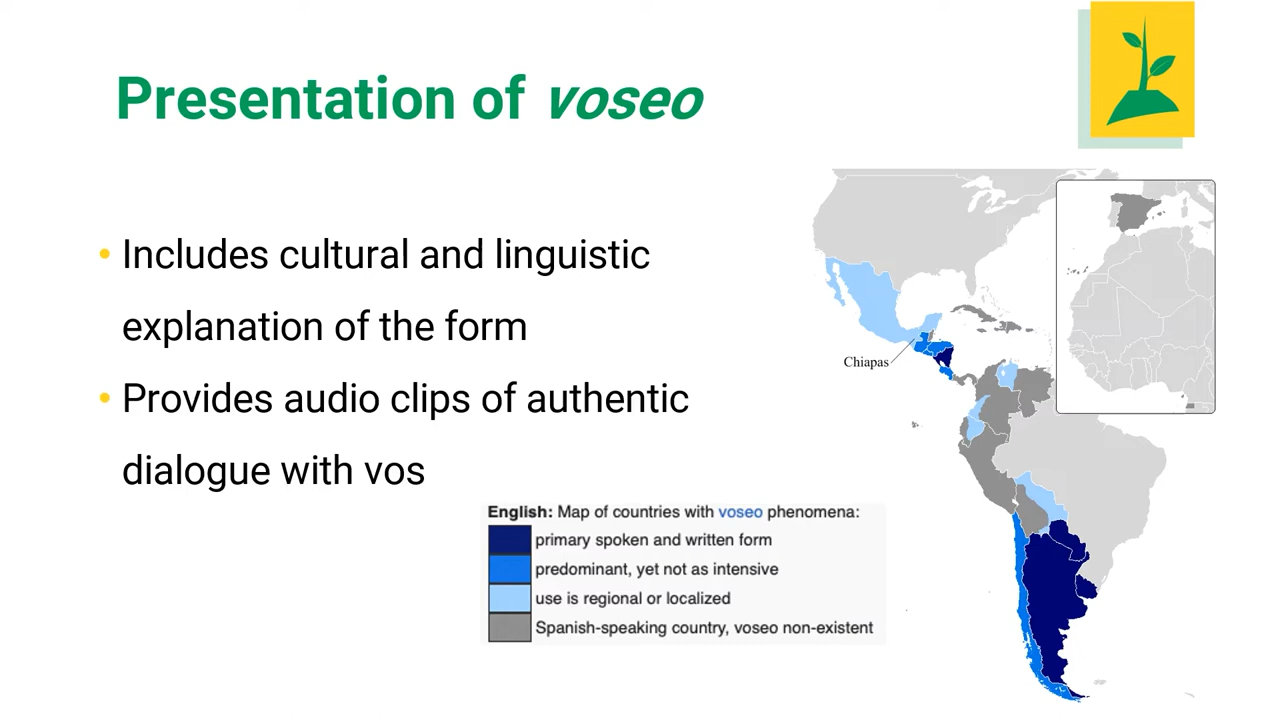 Presentation of voseo
• Includes cultural and linguistic
explanation of the form
• Provides audio clips of authentic
dialogue with vos
Chiapas
English: Map of countries with voseo phenomena:
primary spoken and written form
predominant, yet not as intensive
use is regional or localized
Spanish-speaking country, voseo non-existent